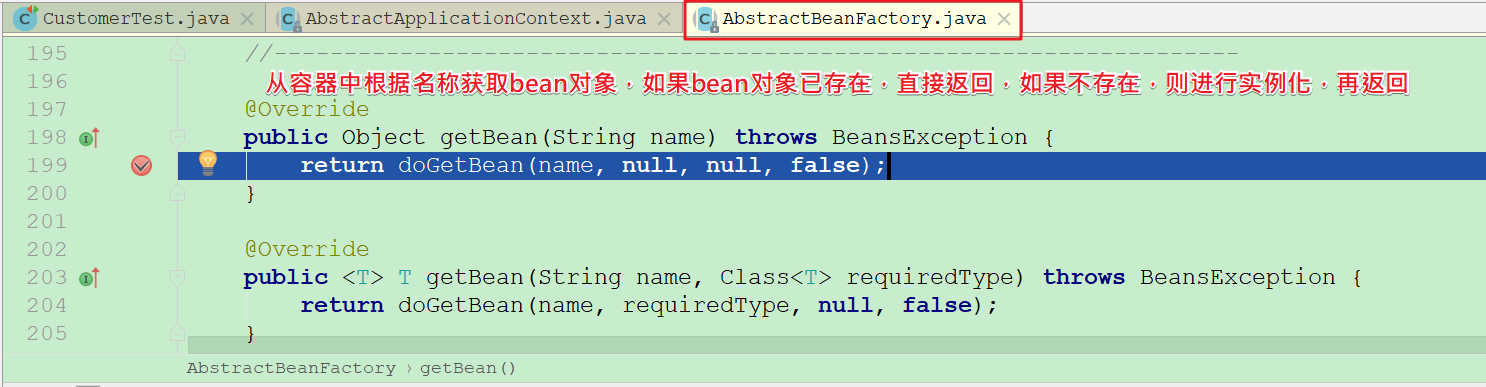 CustomerTest.java AbstractApplicationContext.java AbstractBeanFactory.java
195 //---------------------------------------------------------------------
196 从容器中根据名称获取bean对象，如果bean对象已存在，直接返回，如果不存在，则进行实例化，再返回
197 @Override
198 public Object getBean(String name) throws BeansException {
199 return doGetBean(name, null, null, false);
200 }
201
202 @Override
203 public <T> T getBean(String name, Class<T> requiredType) throws BeansException {
204 return doGetBean(name, requiredType, null, false);
205 }
AbstractBeanFactory › getBean()